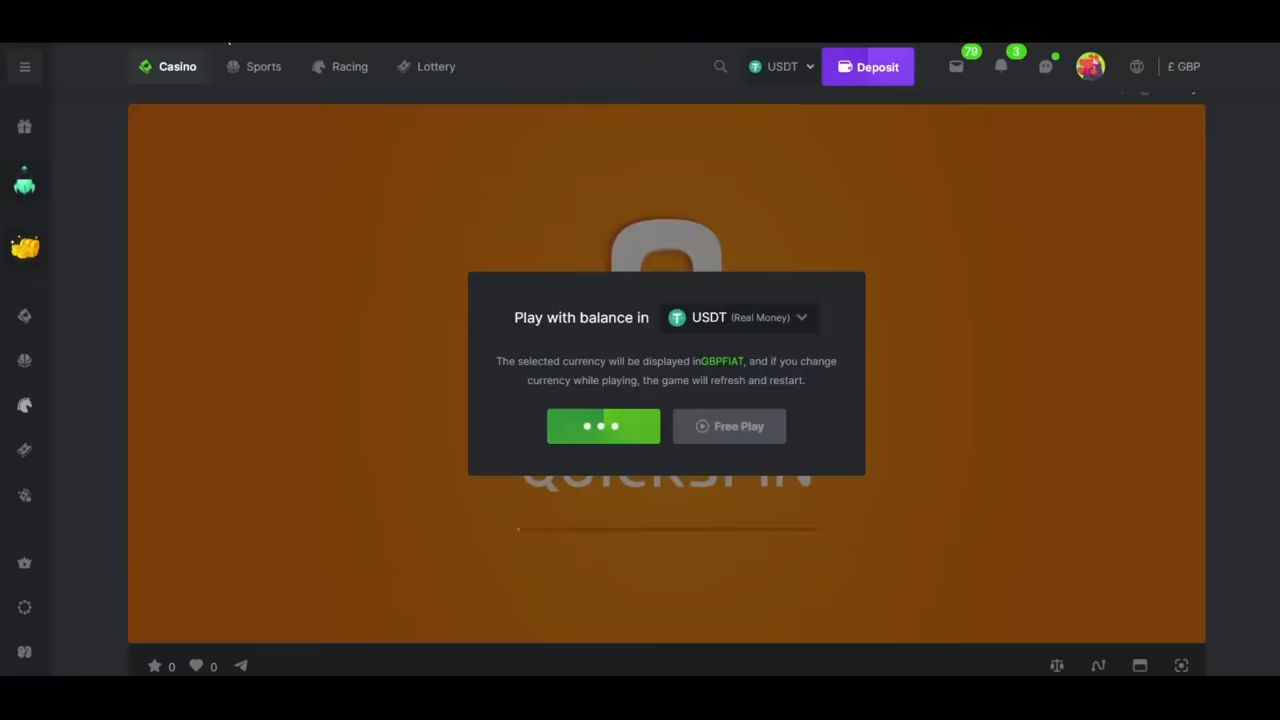 Casino Sports Racing Lottery USDT Deposit 79 3 £ GBP
Play with balance in USDT (Real Money)
The selected currency will be displayed inGBPFIAT, and if you change
currency while playing, the game will refresh and restart.
Free Play
QUICKSPIN
0 0